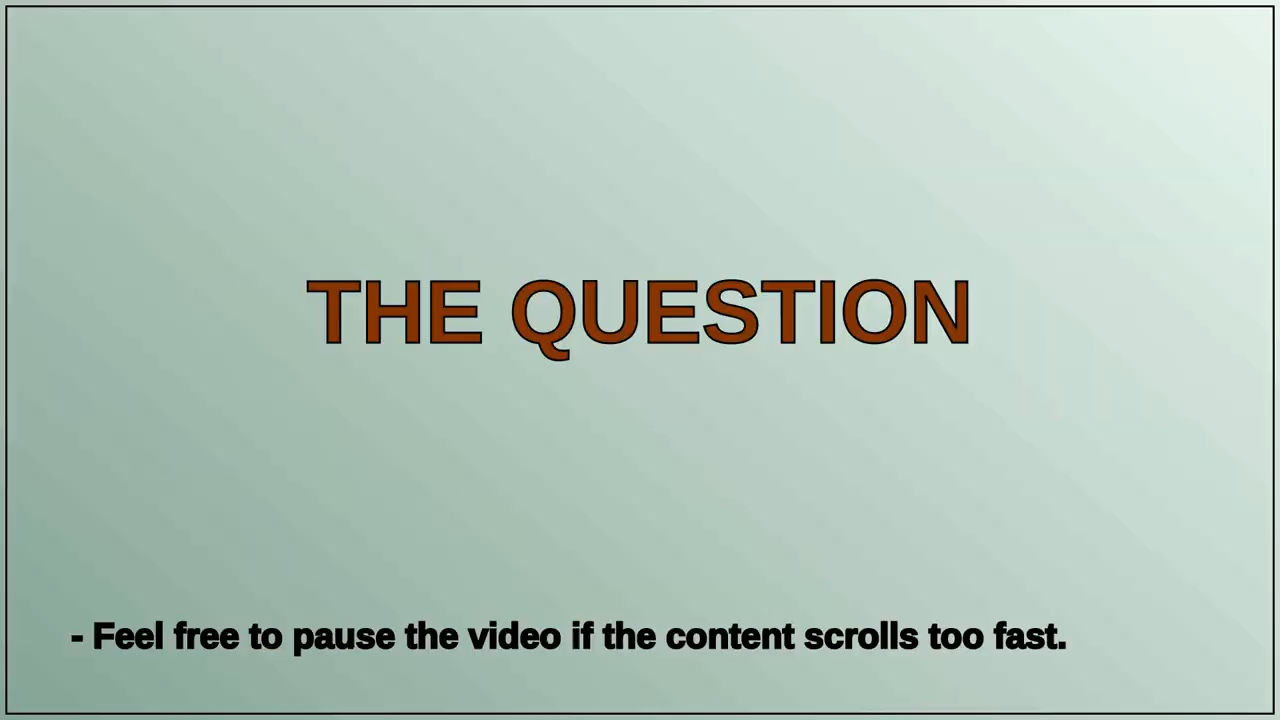 THE QUESTION
- Feel free to pause the video if the content scrolls too fast.